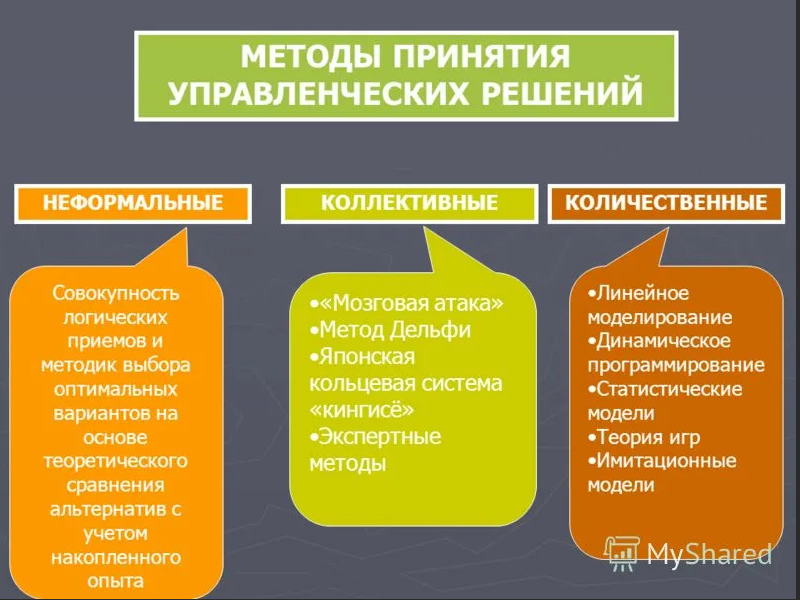 МЕТОДЫ ПРИНЯТИЯ
УПРАВЛЕНЧЕСКИХ РЕШЕНИЙ
НЕФОРМАЛЬНЫЕ
Совокупность
логических
приемов и
методик выбора
оптимальных
вариантов на
основе
теоретического
сравнения
альтернатив с
учетом
накопленного
опыта
КОЛЛЕКТИВНЫЕ
•«Мозговая атака»
•Метод Дельфи
•Японская
кольцевая система
«кингисё»
•Экспертные
методы
КОЛИЧЕСТВЕННЫЕ
•Линейное
моделирование
•Динамическое
программирование
•Статистические
модели
•Теория игр
•Имитационные
модели
MyShared